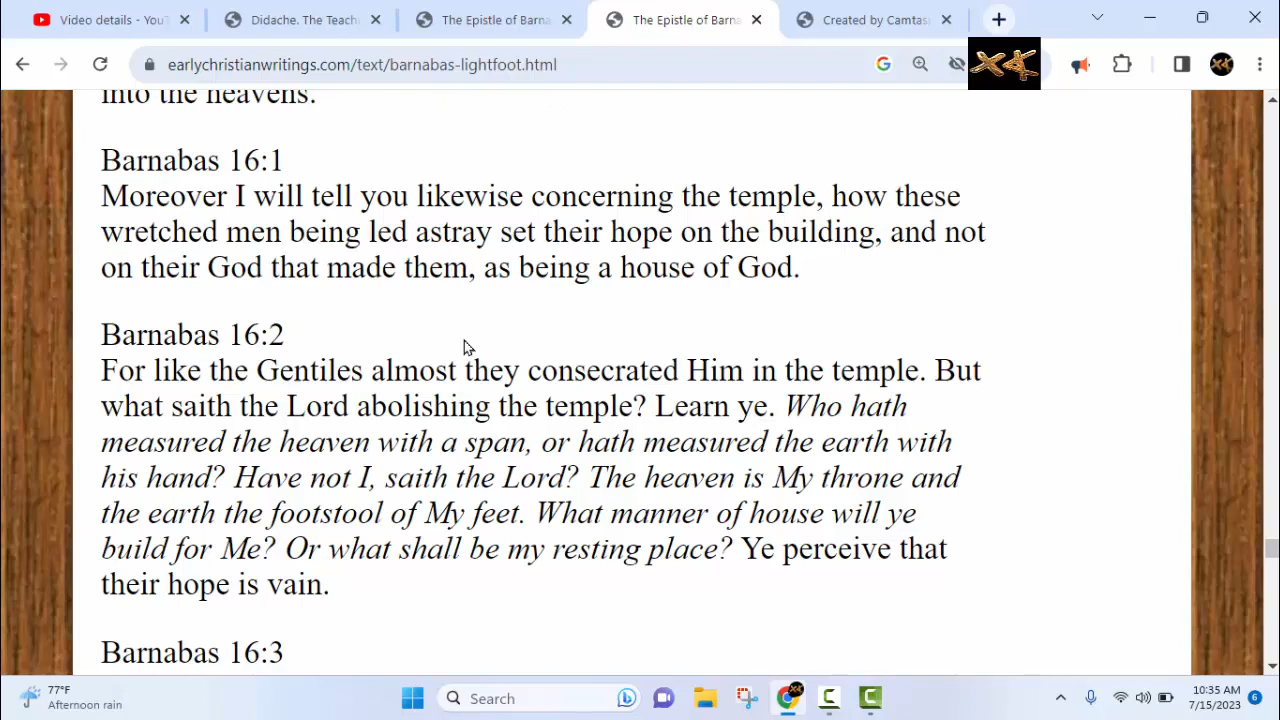 Video details - You
Didache. The Teach
The Epistle of Barna
The Epistle of Barna
Created by Camtas
earlychristianwritings.com/text/barnabas-lightfoot.html
X4
into the heavens.
Barnabas 16:1
Moreover I will tell you likewise concerning the temple, how these
wretched men being led astray set their hope on the building, and not
on their God that made them, as being a house of God.
Barnabas 16:2
For like the Gentiles almost they consecrated Him in the temple. But
what saith the Lord abolishing the temple? Learn ye. Who hath
measured the heaven with a span, or hath measured the earth with
his hand? Have not I, saith the Lord? The heaven is My throne and
the earth the footstool of My feet. What manner of house will ye
build for Me? Or what shall be my resting place? Ye perceive that
their hope is vain.
Barnabas 16:3
77°F
Afternoon rain
Search
10:35 AM
7/15/2023
6